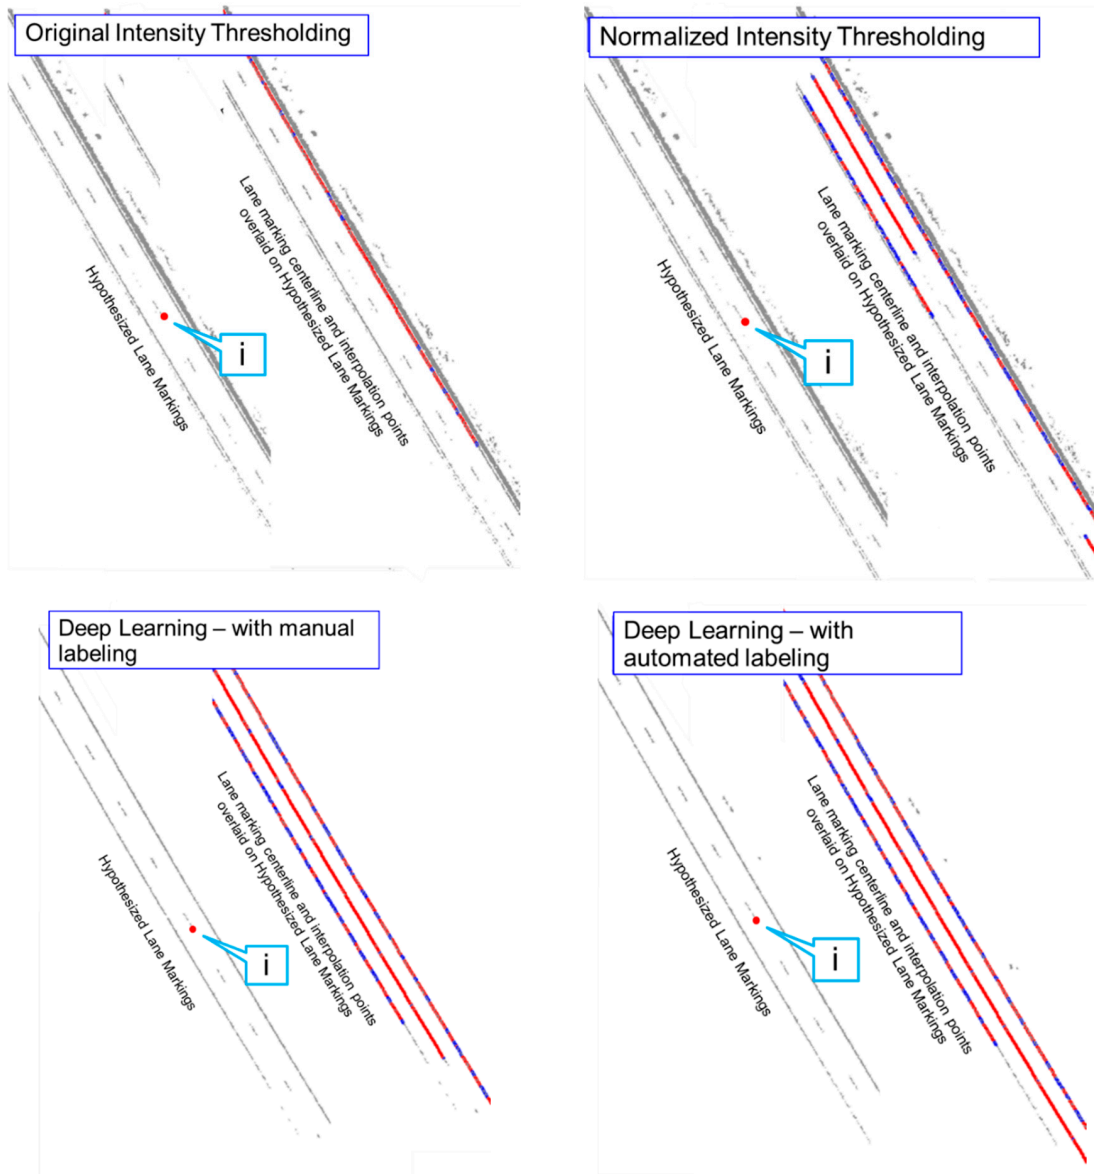 Original Intensity Thresholding
Hypothesized Lane Markings
Lane marking centerline and interpolation points
overlaid on Hypothesized Lane Markings
i
Normalized Intensity Thresholding
Hypothesized Lane Markings
Lane marking centerline and interpolation points
overlaid on Hypothesized Lane Markings
i
Deep Learning – with manual
labeling
Hypothesized Lane Markings
Lane marking centerline and interpolation points
overlaid on Hypothesized Lane Markings
i
Deep Learning – with
automated labeling
Hypothesized Lane Markings
Lane marking centerline and interpolation points
overlaid on Hypothesized Lane Markings
i